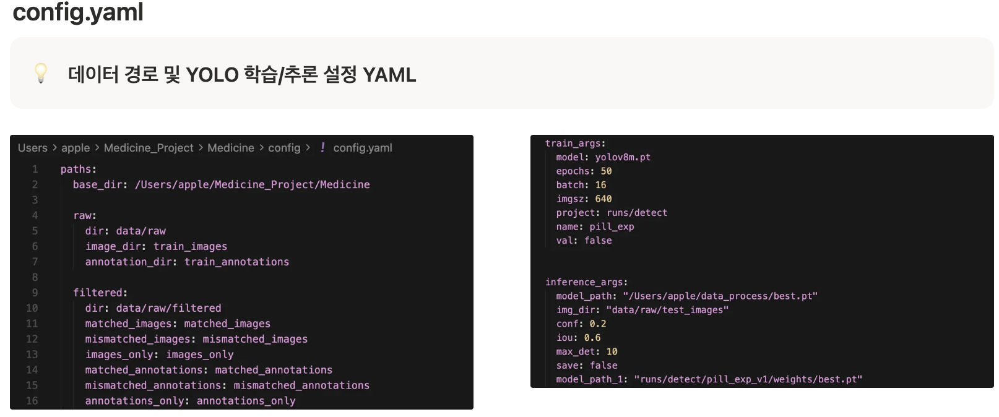 config.yaml
데이터 경로 및 YOLO 학습/추론 설정 YAML
Users > apple > Medicine_Project > Medicine > config > ! config.yaml
1 paths:
2 base_dir: /Users/apple/Medicine_Project/Medicine
3
4 raw:
5 dir: data/raw
6 image_dir: train_images
7 annotation_dir: train_annotations
8
9 filtered:
10 dir: data/raw/filtered
11 matched_images: matched_images
12 mismatched_images: mismatched_images
13 images_only: images_only
14 matched_annotations: matched_annotations
15 mismatched_annotations: mismatched_annotations
16 annotations_only: annotations_only
train_args:
model: yolov8m.pt
epochs: 50
batch: 16
imgsz: 640
project: runs/detect
name: pill_exp
val: false
inference_args:
model_path: "/Users/apple/data_process/best.pt"
img_dir: "data/raw/test_images"
conf: 0.2
iou: 0.6
max_det: 10
save: false
model_path_1: "runs/detect/pill_exp_v1/weights/best.pt"